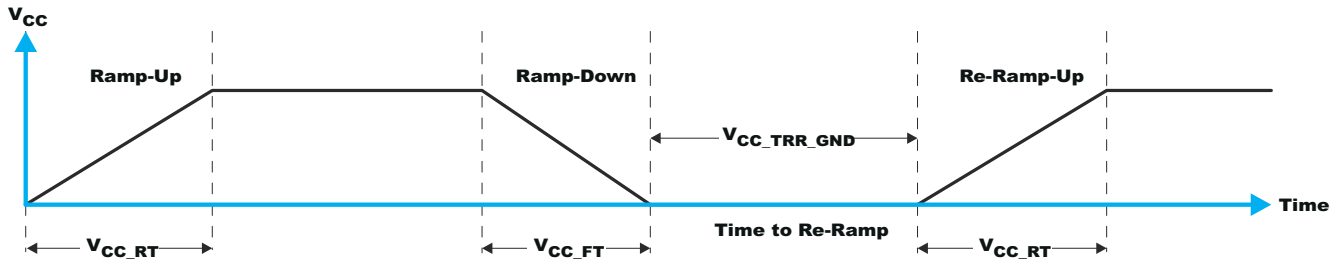 VCC
Ramp-Up
Ramp-Down
Re-Ramp-Up
VCC_TRR_GND
Time
Time to Re-Ramp
VCC_RT
VCC_FT
VCC_RT